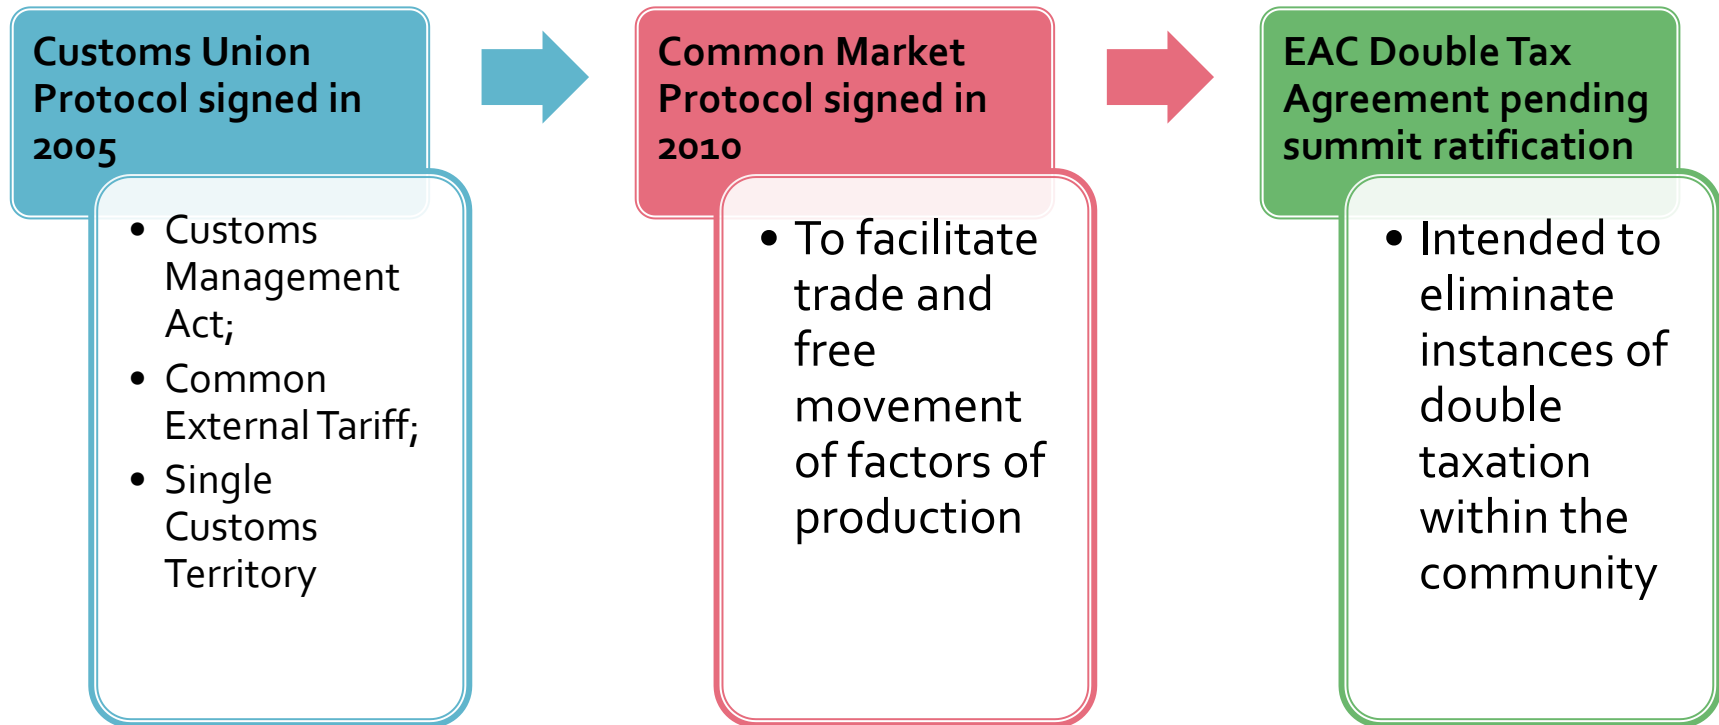 Customs Union
Protocol signed in
2005
• Customs
Management
Act;
• Common
External Tariff;
• Single
Customs
Territory
Common Market
Protocol signed in
2010
• To facilitate
trade and
free
movement
of factors of
production
EAC Double Tax
Agreement pending
summit ratification
• Intended to
eliminate
instances of
double
taxation
within the
community